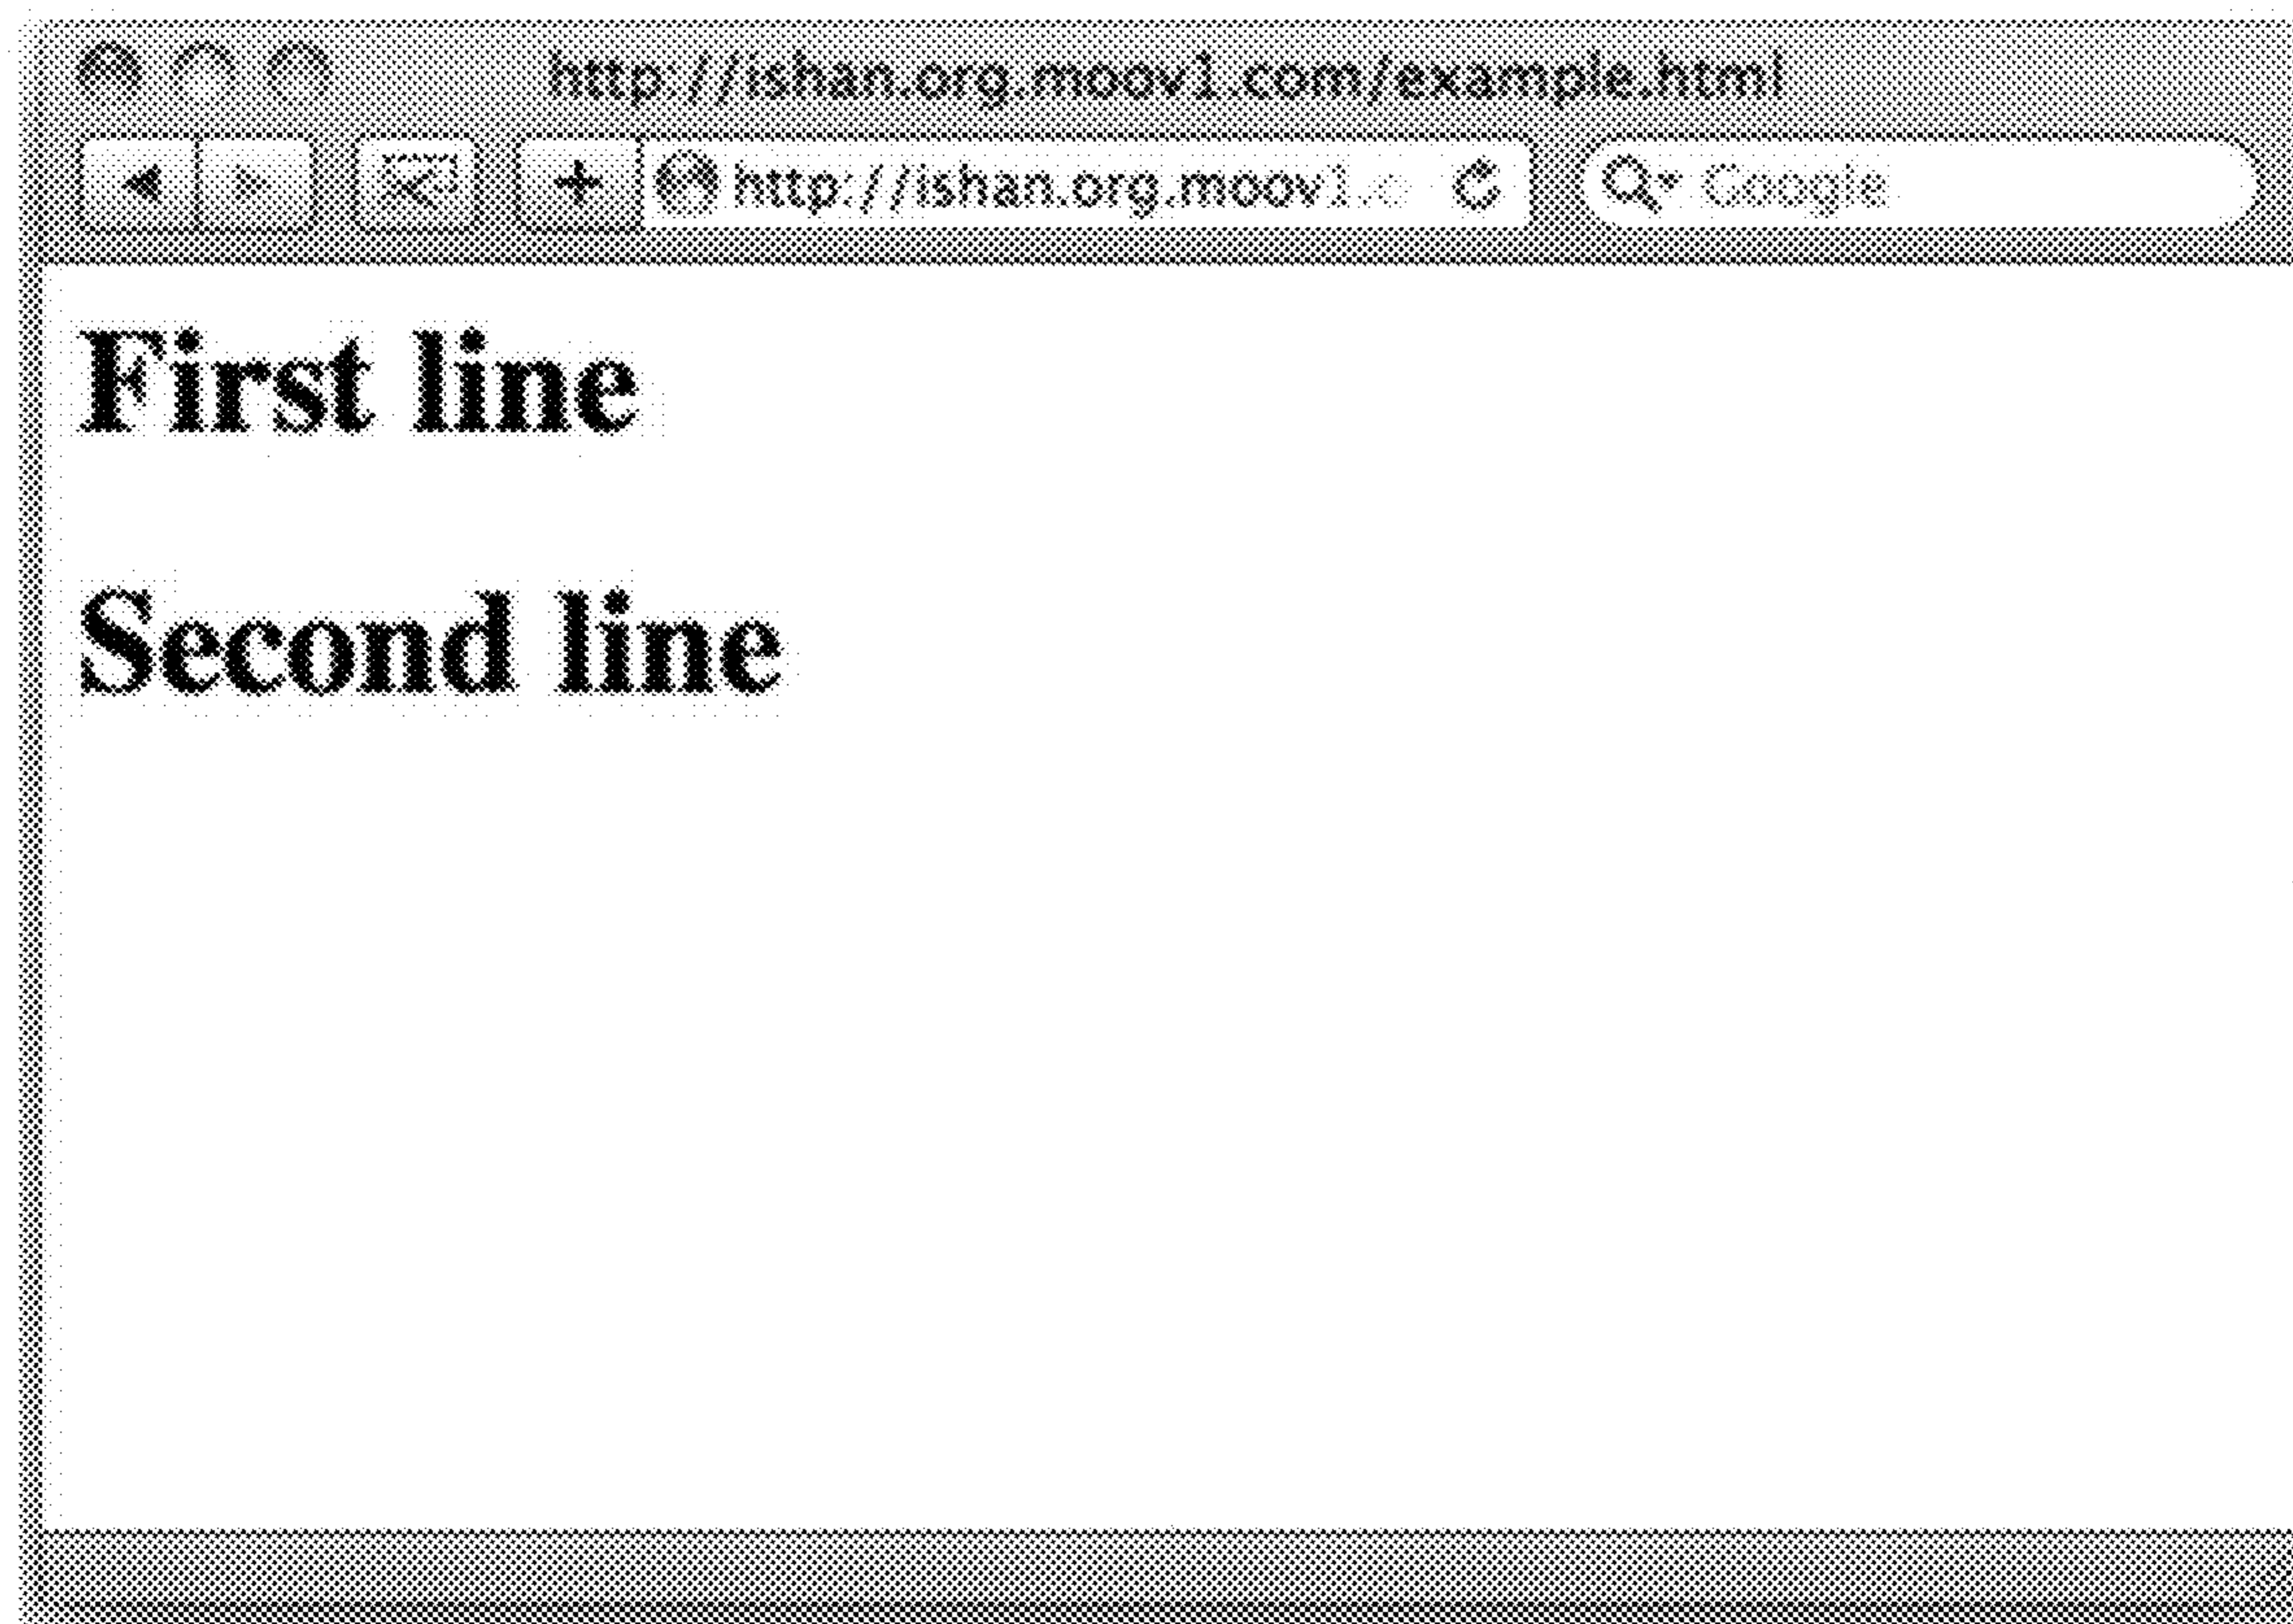 http://ishan.org.moov1.com/example.html
http://ishan.org.moov1.c Google
First line
Second line